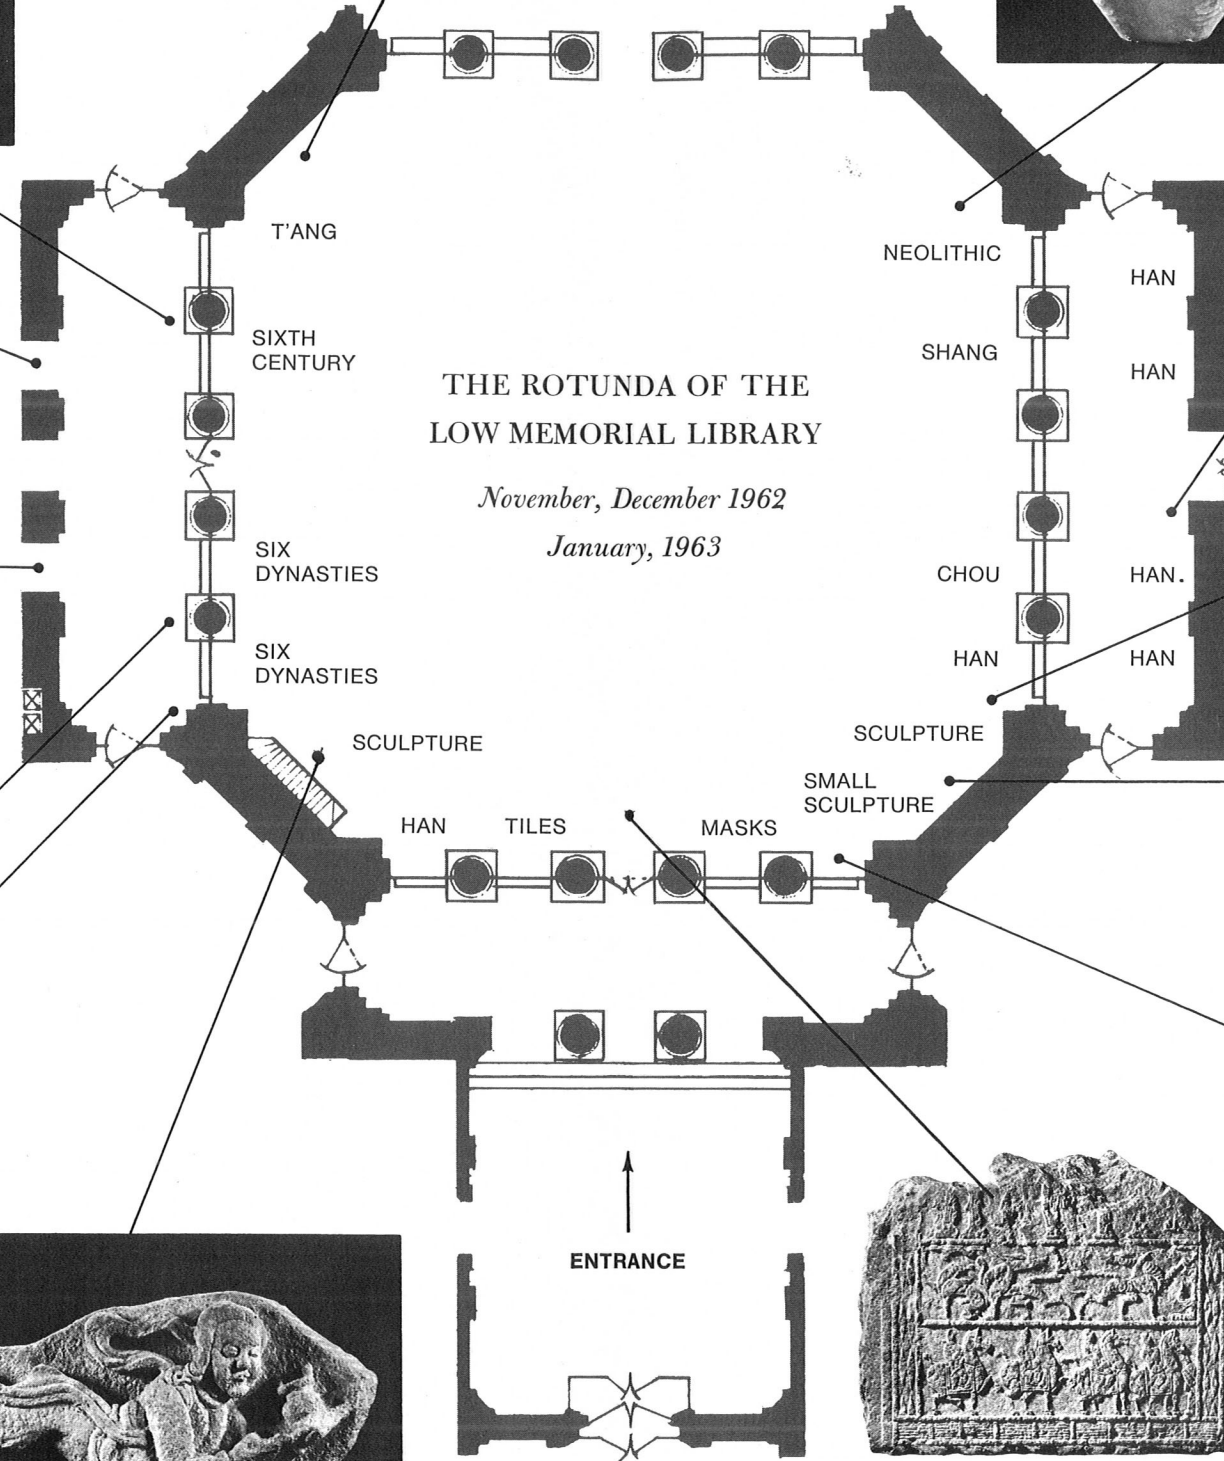 T’ANG
NEOLITHIC
HAN
SIXTH
CENTURY
SHANG
HAN
THE ROTUNDA OF THE
LOW MEMORIAL LIBRARY
November, December 1962
January, 1963
SIX
DYNASTIES
CHOU
HAN.
SIX
DYNASTIES
HAN
HAN
SCULPTURE
SCULPTURE
SMALL
SCULPTURE
HAN
TILES
MASKS
ENTRANCE